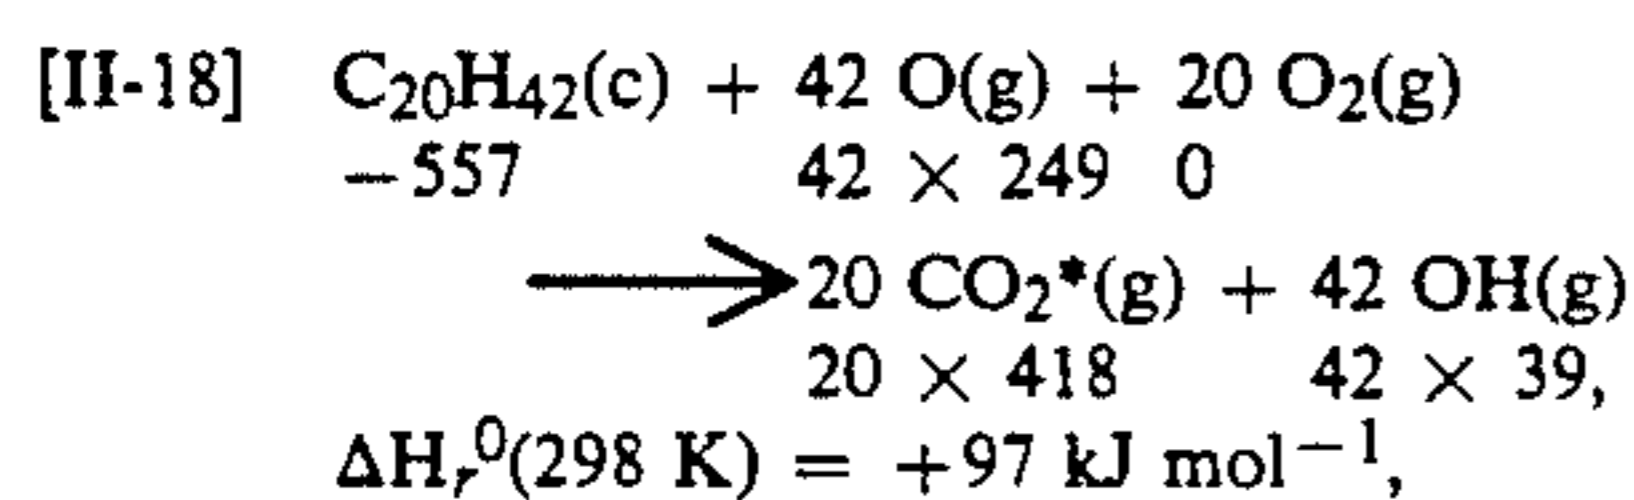 [II-18] C₂₀H₄₂(c) + 42 O(g) + 20 O₂(g)
−557 42 × 249 0
⟶ 20 CO₂*(g) + 42 OH(g)
20 × 418 42 × 39,
ΔHᵣ⁰(298 K) = +97 kJ mol⁻¹,